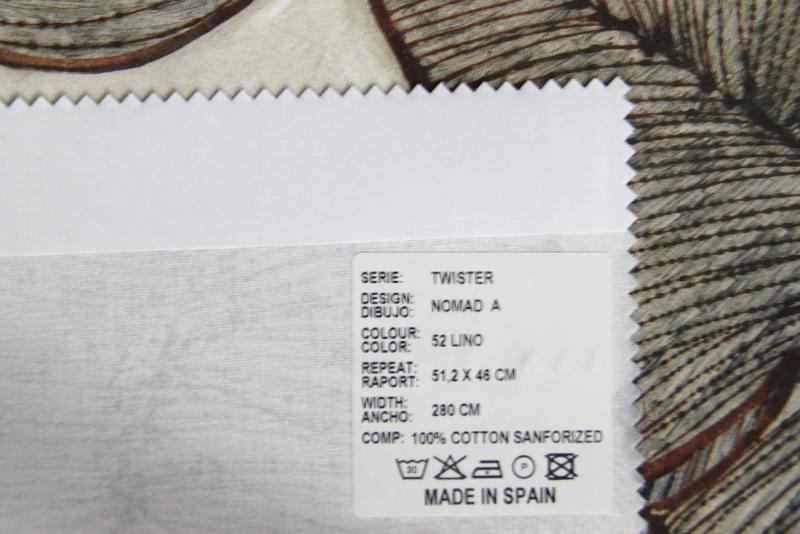 SERIE: TWISTER
DESIGN:
DIBUJO: NOMAD A
COLOUR:
COLOR: 52 LINO
REPEAT:
RAPORT: 51,2 X 46 CM
WIDTH:
ANCHO: 280 CM
COMP: 100% COTTON SANFORIZED
30 P
MADE IN SPAIN